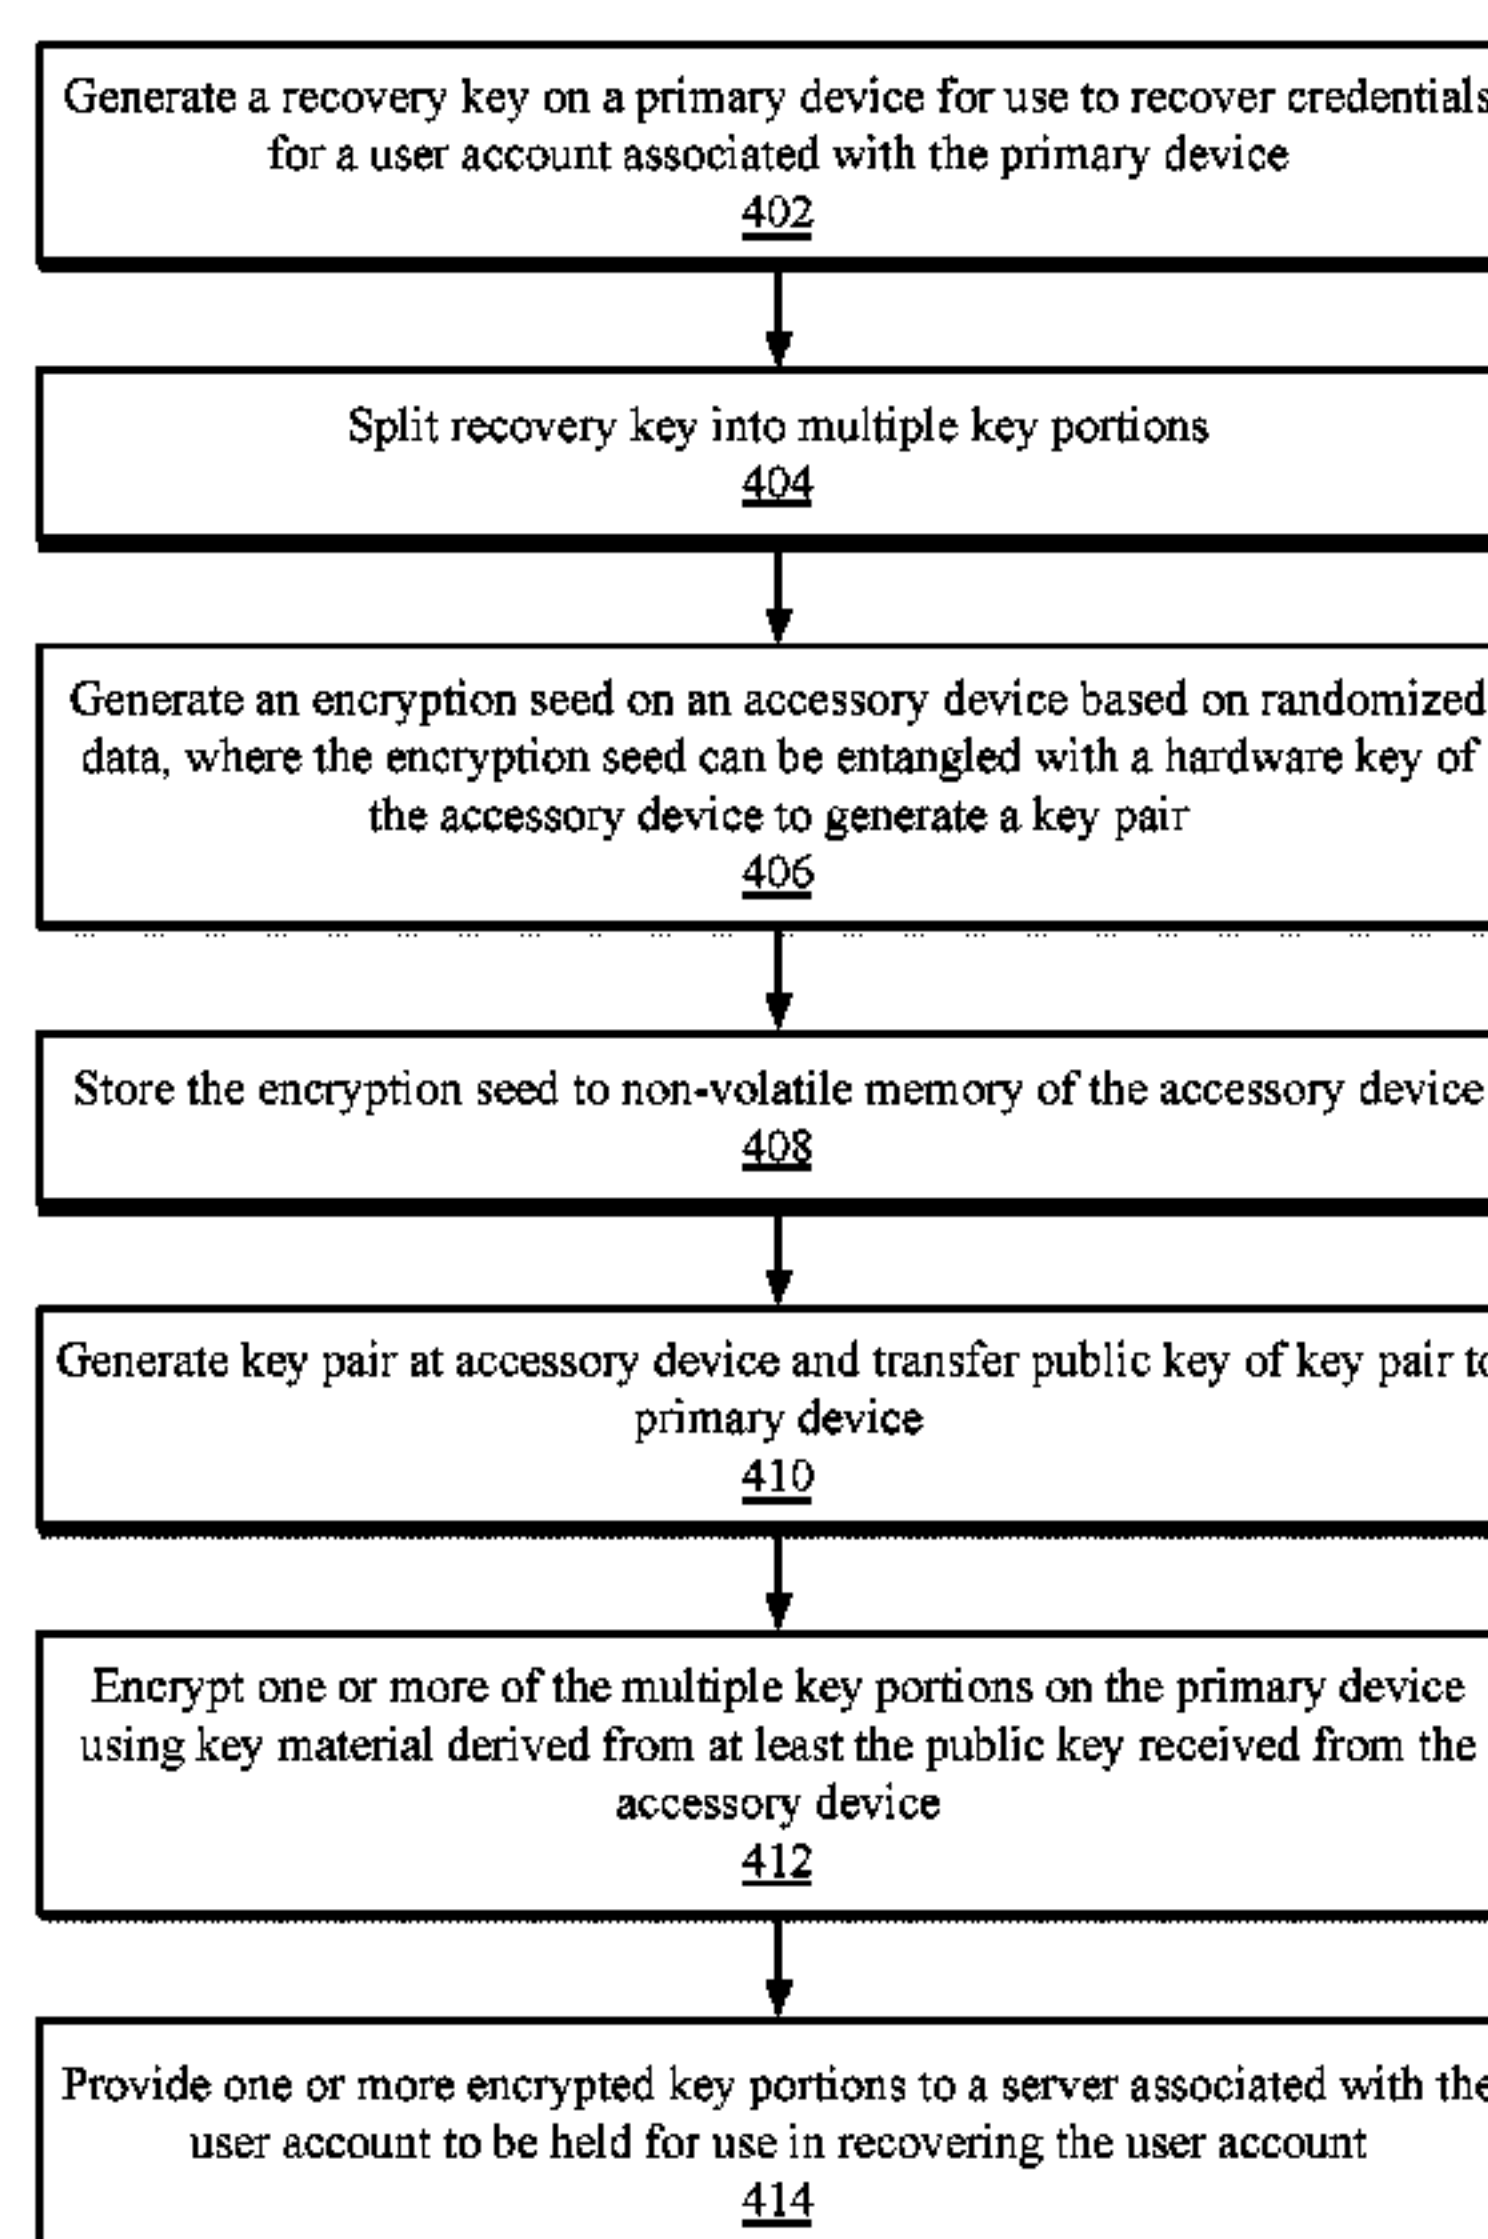 Generate a recovery key on a primary device for use to recover credentials
for a user account associated with the primary device
402
Split recovery key into multiple key portions
404
Generate an encryption seed on an accessory device based on randomized
data, where the encryption seed can be entangled with a hardware key of
the accessory device to generate a key pair
406
Store the encryption seed to non-volatile memory of the accessory device
408
Generate key pair at accessory device and transfer public key of key pair to
primary device
410
Encrypt one or more of the multiple key portions on the primary device
using key material derived from at least the public key received from the
accessory device
412
Provide one or more encrypted key portions to a server associated with the
user account to be held for use in recovering the user account
414